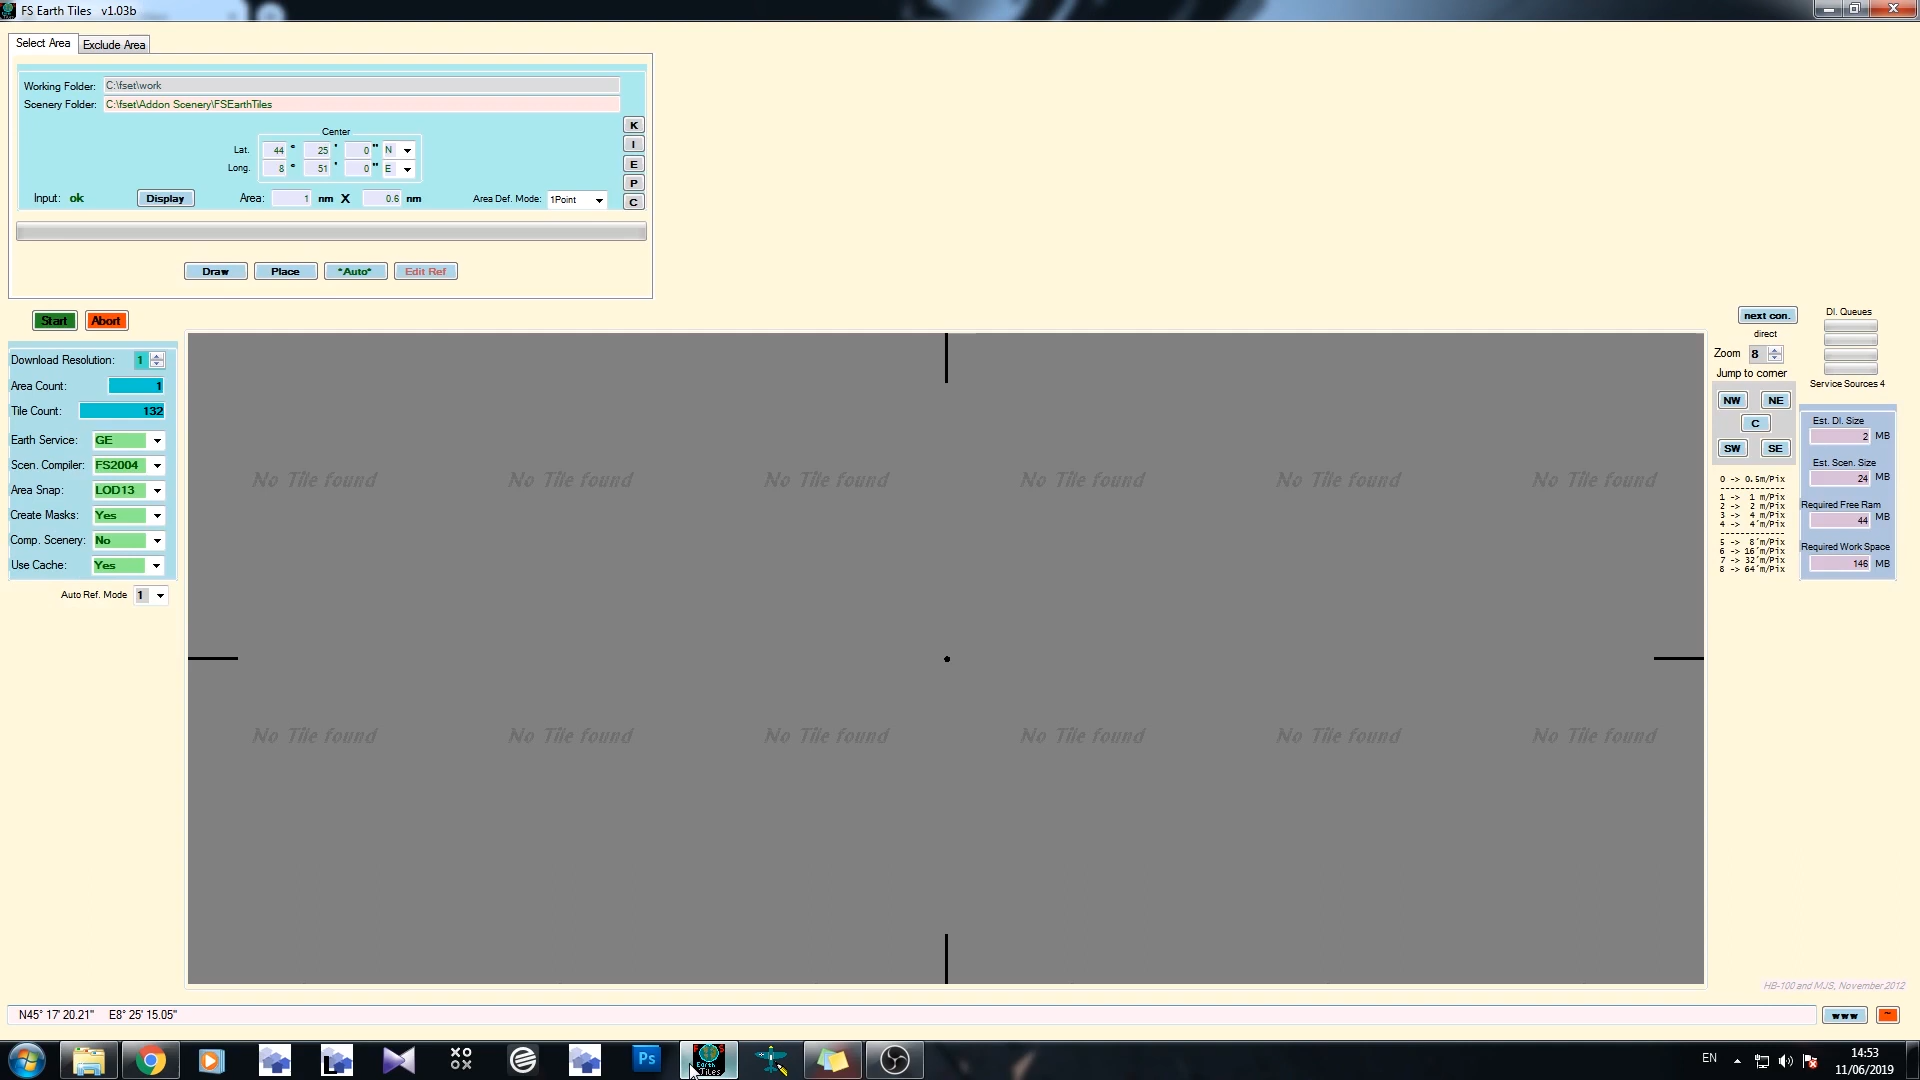 FS Earth Tiles   v1.03b
Select Area
Exclude Area
Working Folder: C:\fset\work
Scenery Folder: C:\fset\Addon Scenery\FSEarthTiles
Center
Lat. 44 ° 25 ' 0 " N
Long. 8 ° 51 ' 0 " E
Input: ok Display Area: 1 nm X 0.6 nm Area Def. Mode: 1Point
K
I
E
P
C
Draw Place *Auto* Edit Ref
Start Abort
Download Resolution: 1
Area Count: 1
Tile Count: 132
Earth Service: GE
Scen. Compiler: FS2004
Area Snap: LOD13
Create Masks: Yes
Comp. Scenery: No
Use Cache: Yes
Auto Ref. Mode 1
No Tile found No Tile found No Tile found No Tile found No Tile found No Tile found
No Tile found No Tile found No Tile found No Tile found No Tile found No Tile found
next con.
direct
Zoom 8
Jump to corner
NW NE
C
SW SE
0 -> 0.5m/Pix
---------------
1 -> 1 m/Pix
2 -> 2 m/Pix
3 -> 4 m/Pix
4 -> 4´m/Pix
---------------
5 -> 8´m/Pix
6 -> 16´m/Pix
7 -> 32´m/Pix
8 -> 64´m/Pix
Dl. Queues
Service Sources 4
Est. Dl. Size
2 MB
Est. Scen. Size
24 MB
Required Free Ram
44 MB
Required Work Space
146 MB
HB-100 and MJS, November 2012
N45° 17' 20.21" E8° 25' 15.05"
www ~
Ps
F S
Earth
Tiles
L
EN
14:53
11/06/2019